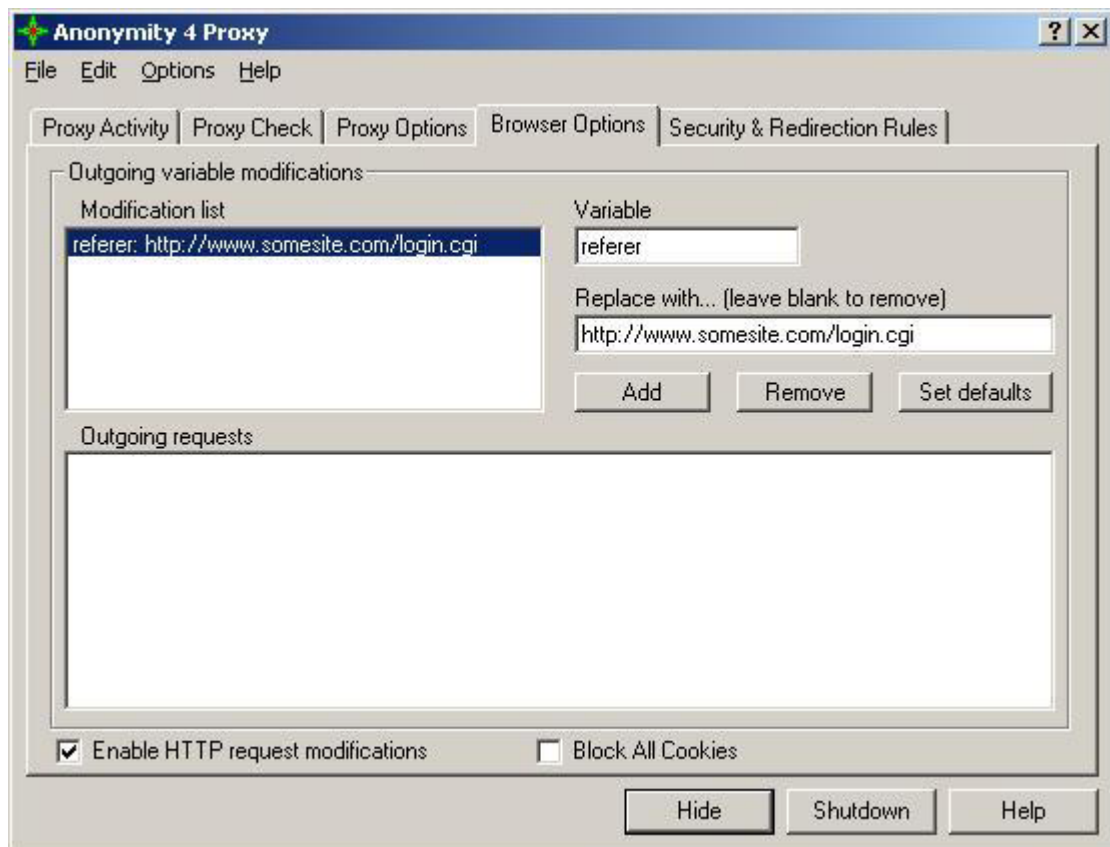 Anonymity 4 Proxy
File Edit Options Help
Proxy Activity Proxy Check Proxy Options Browser Options Security & Redirection Rules
Outgoing variable modifications
Modification list
Variable
referer: http://www.somesite.com/login.cgi
referer
Replace with... (leave blank to remove)
http://www.somesite.com/login.cgi
Add Remove Set defaults
Outgoing requests
Enable HTTP request modifications Block All Cookies
Hide Shutdown Help